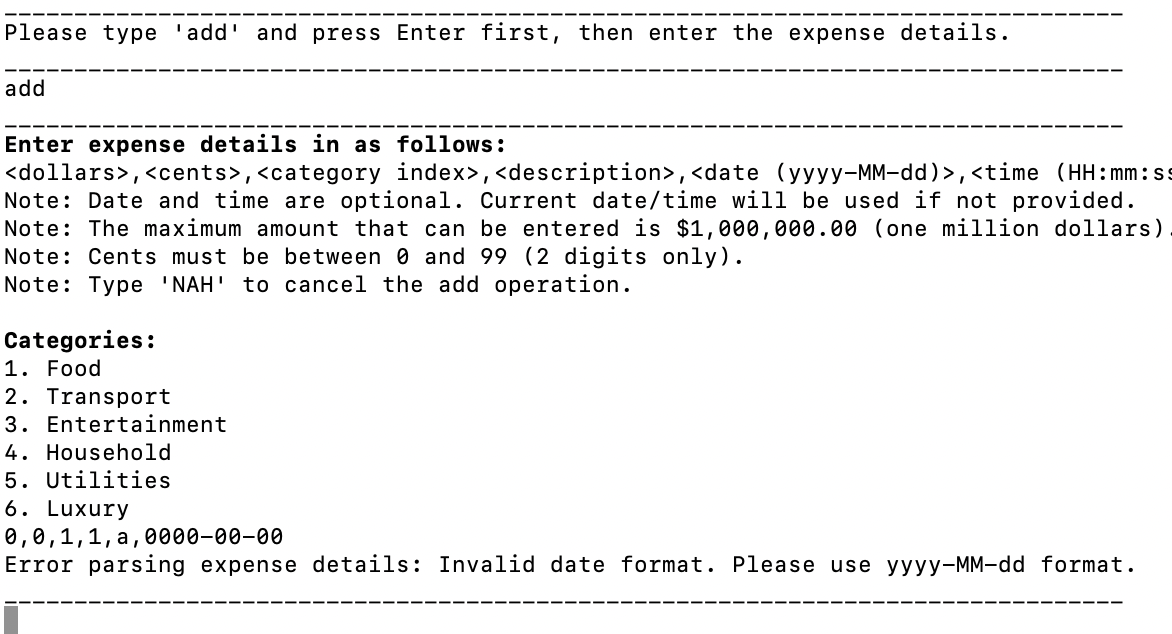 ________________________________________________________________________________
Please type 'add' and press Enter first, then enter the expense details.
________________________________________________________________________________
add
________________________________________________________________________________
Enter expense details in as follows:
<dollars>,<cents>,<category index>,<description>,<date (yyyy-MM-dd)>,<time (HH:mm:ss
Note: Date and time are optional. Current date/time will be used if not provided.
Note: The maximum amount that can be entered is $1,000,000.00 (one million dollars).
Note: Cents must be between 0 and 99 (2 digits only).
Note: Type 'NAH' to cancel the add operation.

Categories:
1. Food
2. Transport
3. Entertainment
4. Household
5. Utilities
6. Luxury
0,0,1,1,a,0000-00-00
Error parsing expense details: Invalid date format. Please use yyyy-MM-dd format.
________________________________________________________________________________